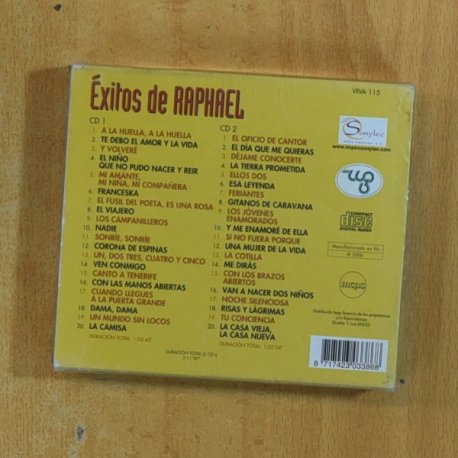 Éxitos de RAPHAEL
VIVA 115
CD 1
1. A LA HUELLA, A LA HUELLA
2. TE DEBO EL AMOR Y LA VIDA
3. Y VOLVERÉ
4. EL NIÑO
QUE NO PUDO NACER Y REIR
5. MI AMANTE,
MI NINA, MI COMPAÑERA
6. FRANCESKA
7. EL FUSIL DEL POETA, ES UNA ROSA
8. EL VIAJERO
9. LOS CAMPANILLEROS
10. NADIE
11. SONRÍE, SONRÍE
12. CORONA DE ESPINAS
13. UN, DOS, TRES, CUATRO Y CINCO
14. VEN CONMIGO
15. CANTO A TENERIFE
16. CON LAS MANOS ABIERTAS
17. CUANDO LLEGUES
A LA PUERTA GRANDE
18. DAMA, DAMA
19. UN MUNDO SIN LOCOS
20. LA CAMISA
CD 2
1. EL OFICIO DE CANTOR
2. EL DÍA QUE ME QUIERAS
3. DÉJAME CONOCERTE
4. LA TIERRA PROMETIDA
5. ELLOS DOS
6. ESA LEYENDA
7. FERIANTES
8. GITANOS DE CARAVANA
9. LOS JÓVENES
ENAMORADOS
10. Y ME ENAMORÉ DE ELLA
11. SI NO FUERA PORQUE
12. UNA MUJER DE LA VIDA
13. LA COTILLA
14. ME DIRÁS
15. CON LOS BRAZOS
ABIERTOS
16. VAN A NACER DOS NIÑOS
17. NOCHE SILENCIOSA
18. RISAS Y LÁGRIMAS
19. TU CONCIENCIA
20. LA CASA VIEJA,
LA CASA NUEVA
www.impexsonytec.com
COMPACT
disc
DIGITAL AUDIO
mcps
8 717423 033868